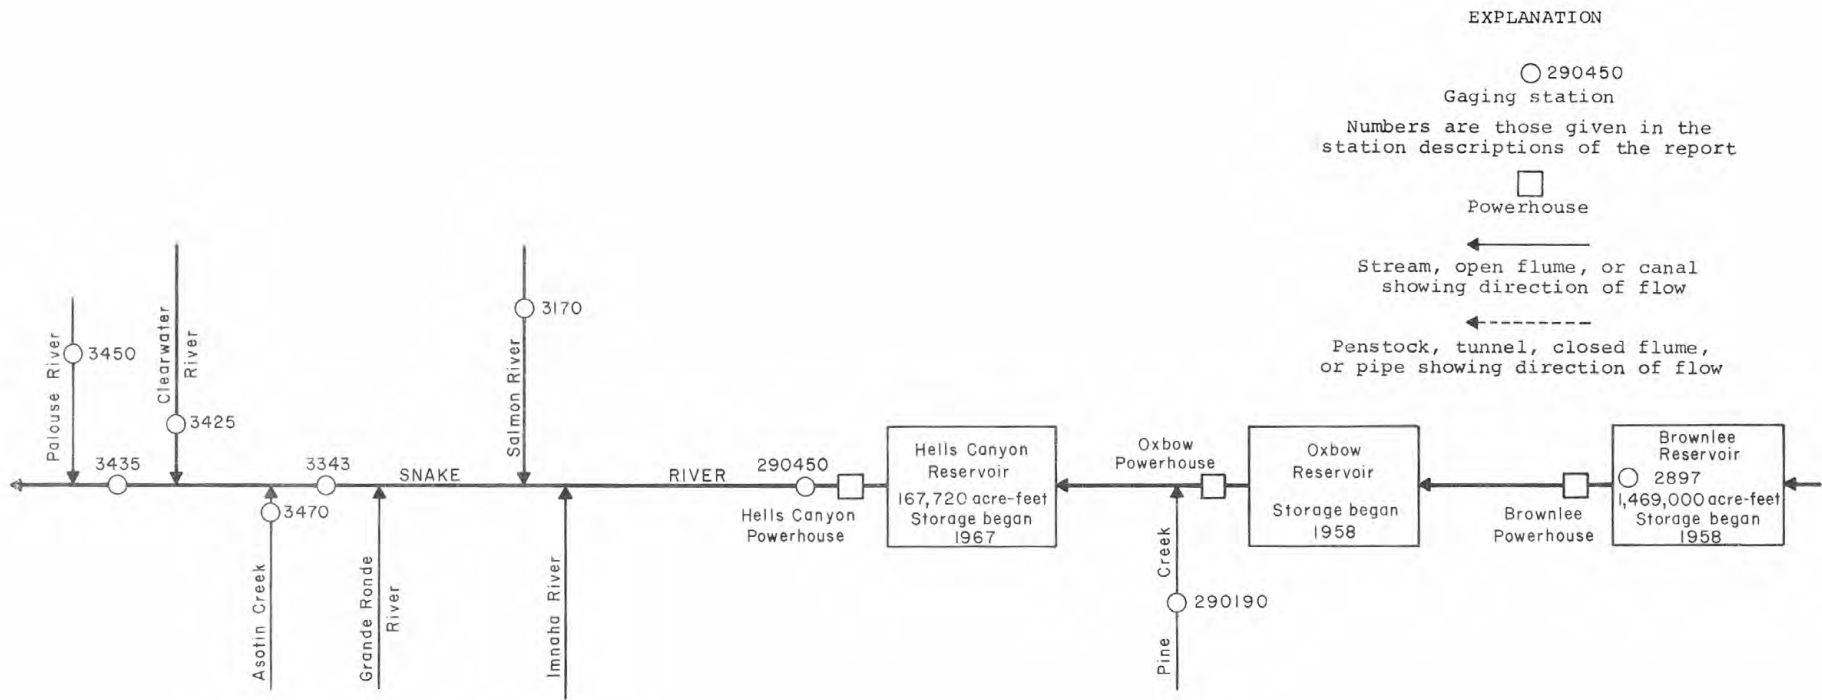 EXPLANATION
290450
Gaging station
Numbers are those given in the
station descriptions of the report
Powerhouse
Stream, open flume, or canal
showing direction of flow
Penstock, tunnel, closed flume,
or pipe showing direction of flow
Palouse River
3450
Clearwater
River
3425
Salmon River
3170
3435
3343
SNAKE
RIVER
290450
Hells Canyon
Powerhouse
Hells Canyon
Reservoir
167,720 acre-feet
Storage began
1967
Oxbow
Powerhouse
Oxbow
Reservoir
Storage began
1958
Brownlee
Powerhouse
Brownlee
Reservoir
2897
1,469,000 acre-feet
Storage began
1958
3470
Asotin Creek
Grande Ronde
River
Imnaha River
Pine Creek
290190